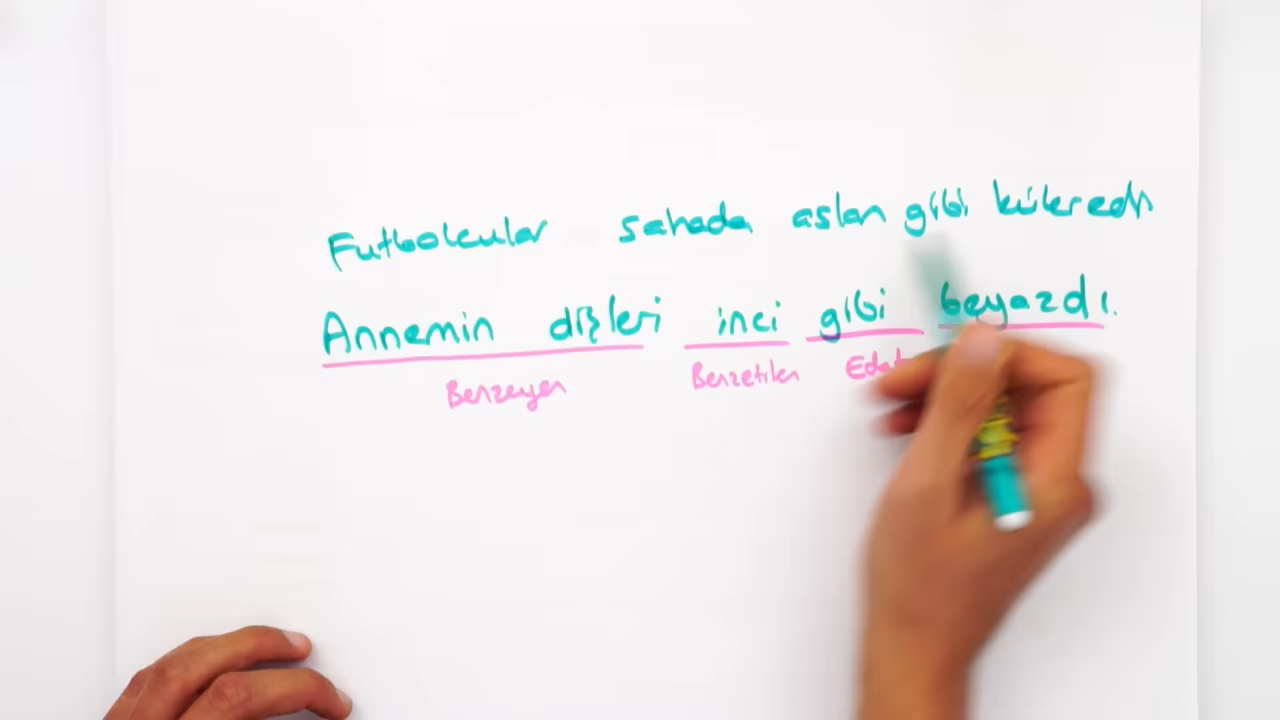 Futbolcular sahada aslan gibi kükredi
Annemin dişleri inci gibi beyazdı.
Benzeyen Benzetilen